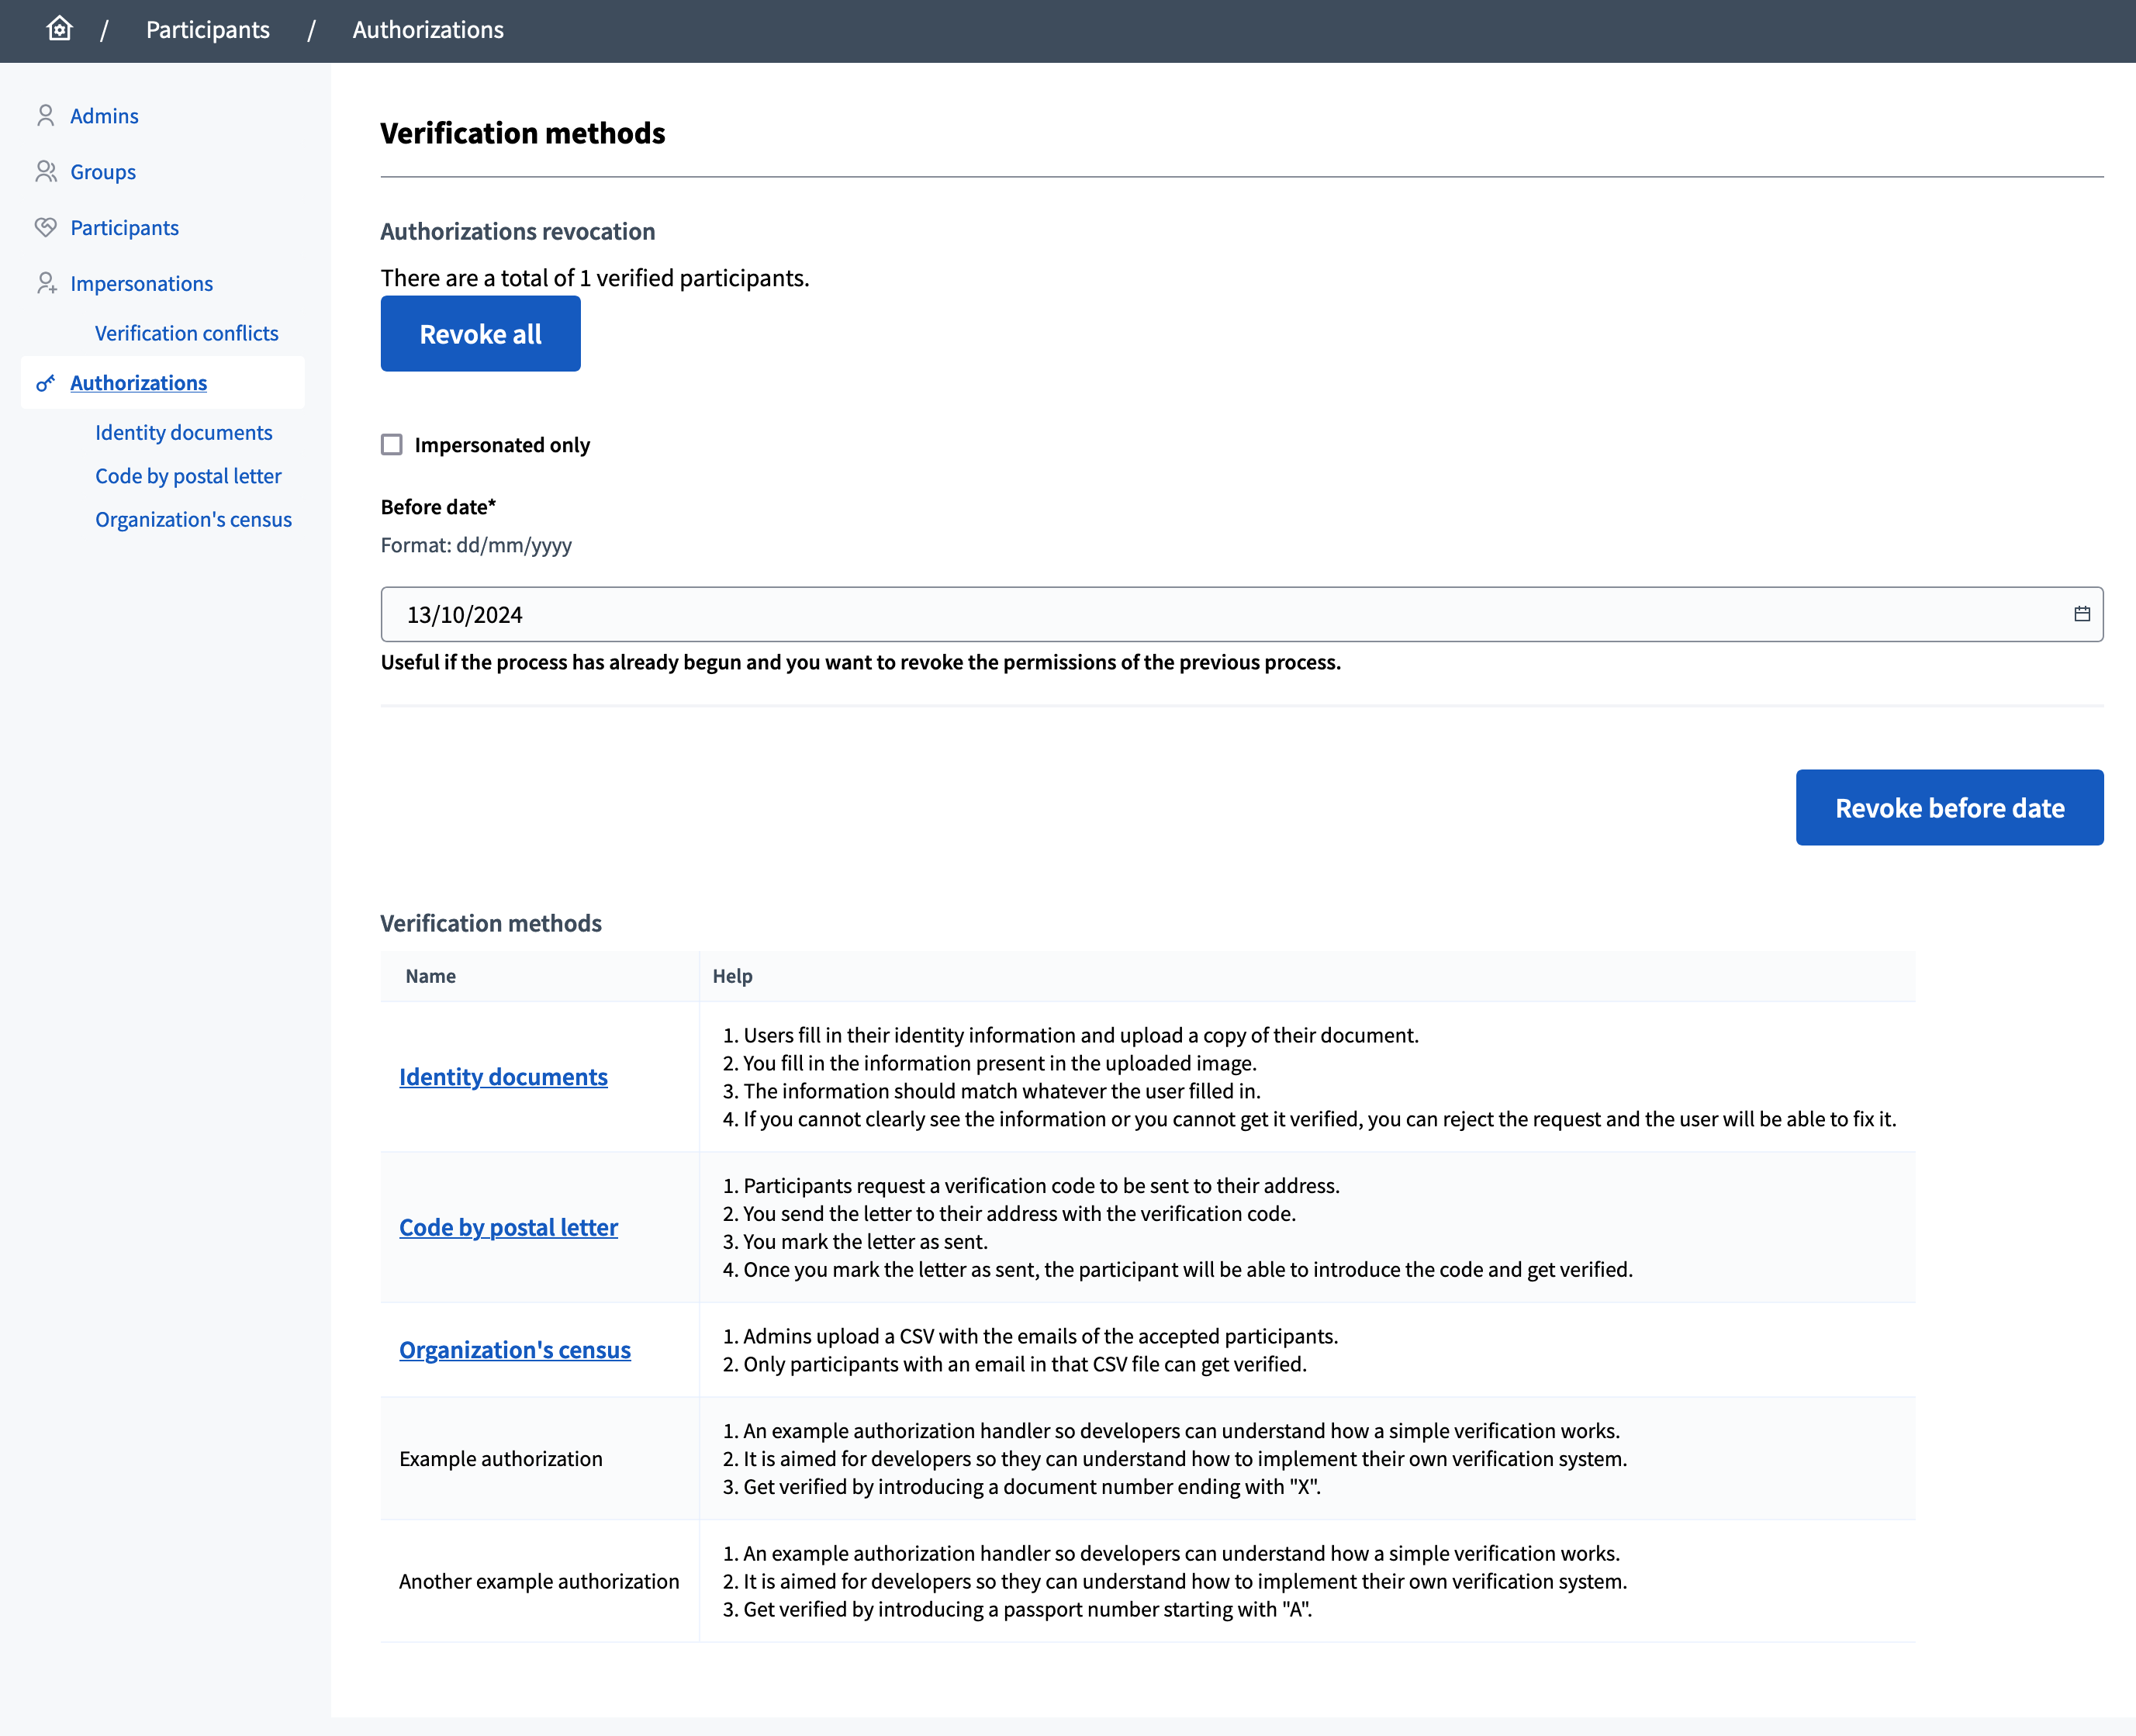 / Participants / Authorizations
Admins
Groups
Participants
Impersonations
Verification conflicts
Authorizations
Identity documents
Code by postal letter
Organization's census
Verification methods
Authorizations revocation
There are a total of 1 verified participants.
Revoke all
Impersonated only
Before date*
Format: dd/mm/yyyy
13/10/2024
Useful if the process has already begun and you want to revoke the permissions of the previous process.
Revoke before date
Verification methods
Name Help
Identity documents
1. Users fill in their identity information and upload a copy of their document.
2. You fill in the information present in the uploaded image.
3. The information should match whatever the user filled in.
4. If you cannot clearly see the information or you cannot get it verified, you can reject the request and the user will be able to fix it.
Code by postal letter
1. Participants request a verification code to be sent to their address.
2. You send the letter to their address with the verification code.
3. You mark the letter as sent.
4. Once you mark the letter as sent, the participant will be able to introduce the code and get verified.
Organization's census
1. Admins upload a CSV with the emails of the accepted participants.
2. Only participants with an email in that CSV file can get verified.
Example authorization
1. An example authorization handler so developers can understand how a simple verification works.
2. It is aimed for developers so they can understand how to implement their own verification system.
3. Get verified by introducing a document number ending with "X".
Another example authorization
1. An example authorization handler so developers can understand how a simple verification works.
2. It is aimed for developers so they can understand how to implement their own verification system.
3. Get verified by introducing a passport number starting with "A".